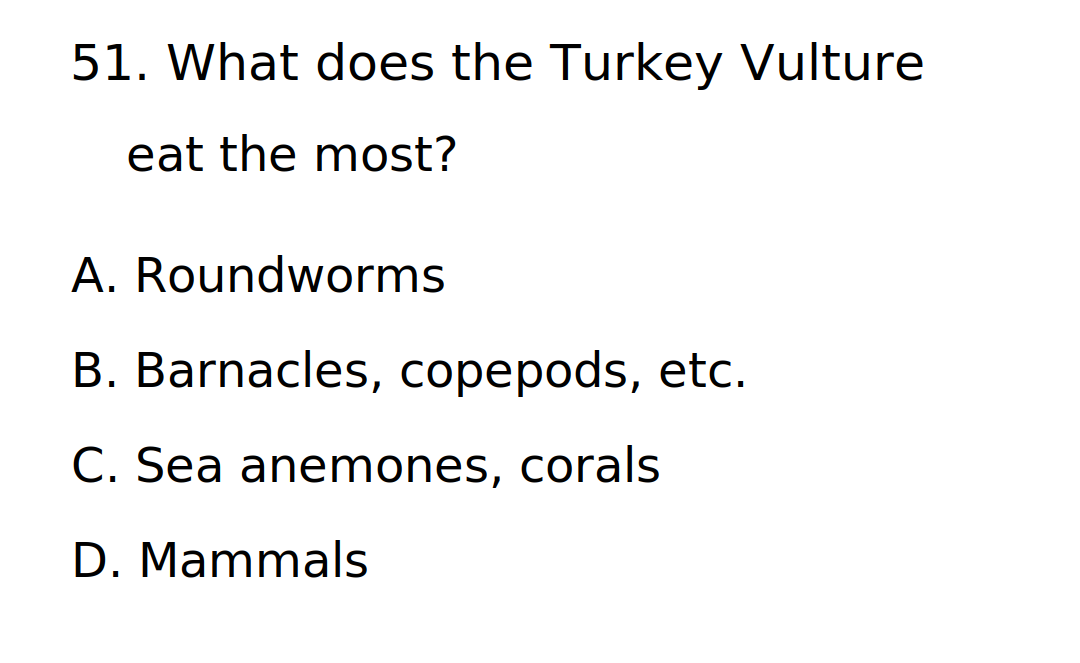 51. What does the Turkey Vulture
eat the most?
A. Roundworms
B. Barnacles, copepods, etc.
C. Sea anemones, corals
D. Mammals